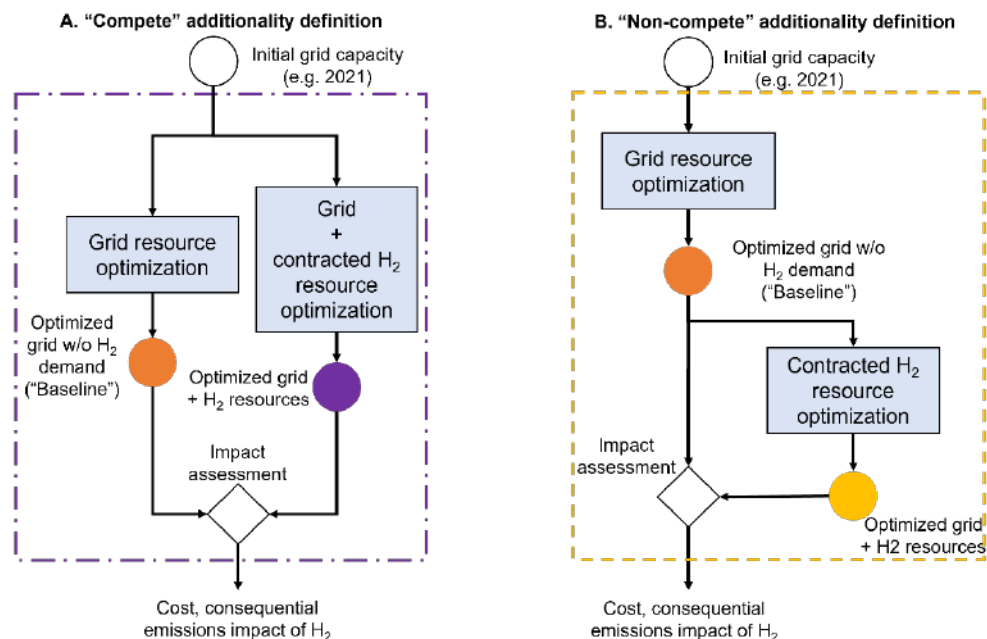 A. “Compete” additionality definition
Initial grid capacity
(e.g. 2021)
Grid resource
optimization
Grid
+
contracted H₂
resource
optimization
Optimized
grid w/o H₂
demand
(“Baseline”)
Optimized grid
+ H₂ resources
Impact
assessment
Cost, consequential
emissions impact of H₂
B. “Non-compete” additionality definition
Initial grid capacity
(e.g. 2021)
Grid resource
optimization
Optimized grid w/o
H₂ demand
(“Baseline”)
Contracted H₂
resource
optimization
Impact
assessment
Optimized grid
+ H2 resources
Cost, consequential
emissions impact of H₂